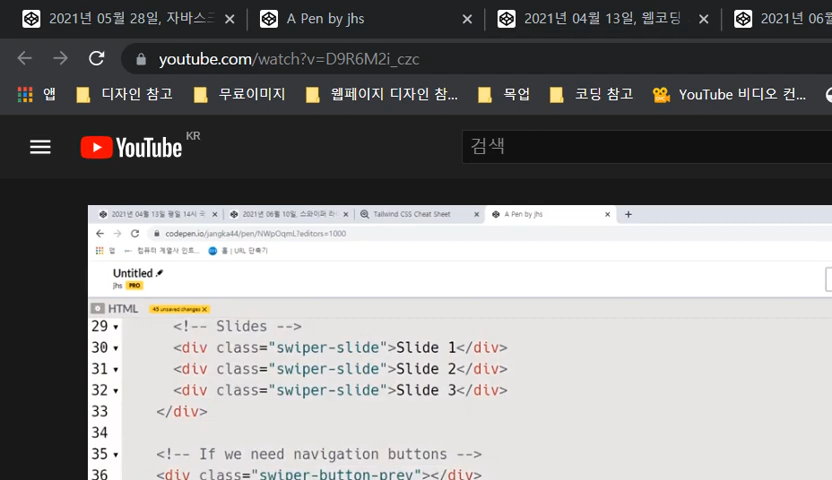 2021년 05월 28일, 자바스크
A Pen by jhs
2021년 04월 13일, 웹코딩
2021년 06월
youtube.com/watch?v=D9R6M2i_czc
앱 디자인 참고 무료이미지 웹페이지 디자인 참... 목업 코딩 참고 YouTube 비디오 컨...
YouTube KR
검색
2021년 04월 13일 평일 14시 국
2021년 06월 10일, 스와이퍼 라
Tailwind CSS Cheat Sheet
A Pen by jhs
codepen.io/jangka44/pen/NWpOqmL?editors=1000
앱 컴퓨터 계열사 인트... 홈 | URL 단축기
Untitled
jhs PRO
HTML 45 unsaved changes X
29 <!-- Slides -->
30 <div class="swiper-slide">Slide 1</div>
31 <div class="swiper-slide">Slide 2</div>
32 <div class="swiper-slide">Slide 3</div>
33 </div>
34
35 <!-- If we need navigation buttons -->
36 <div class="swiper-button-prev"></div>